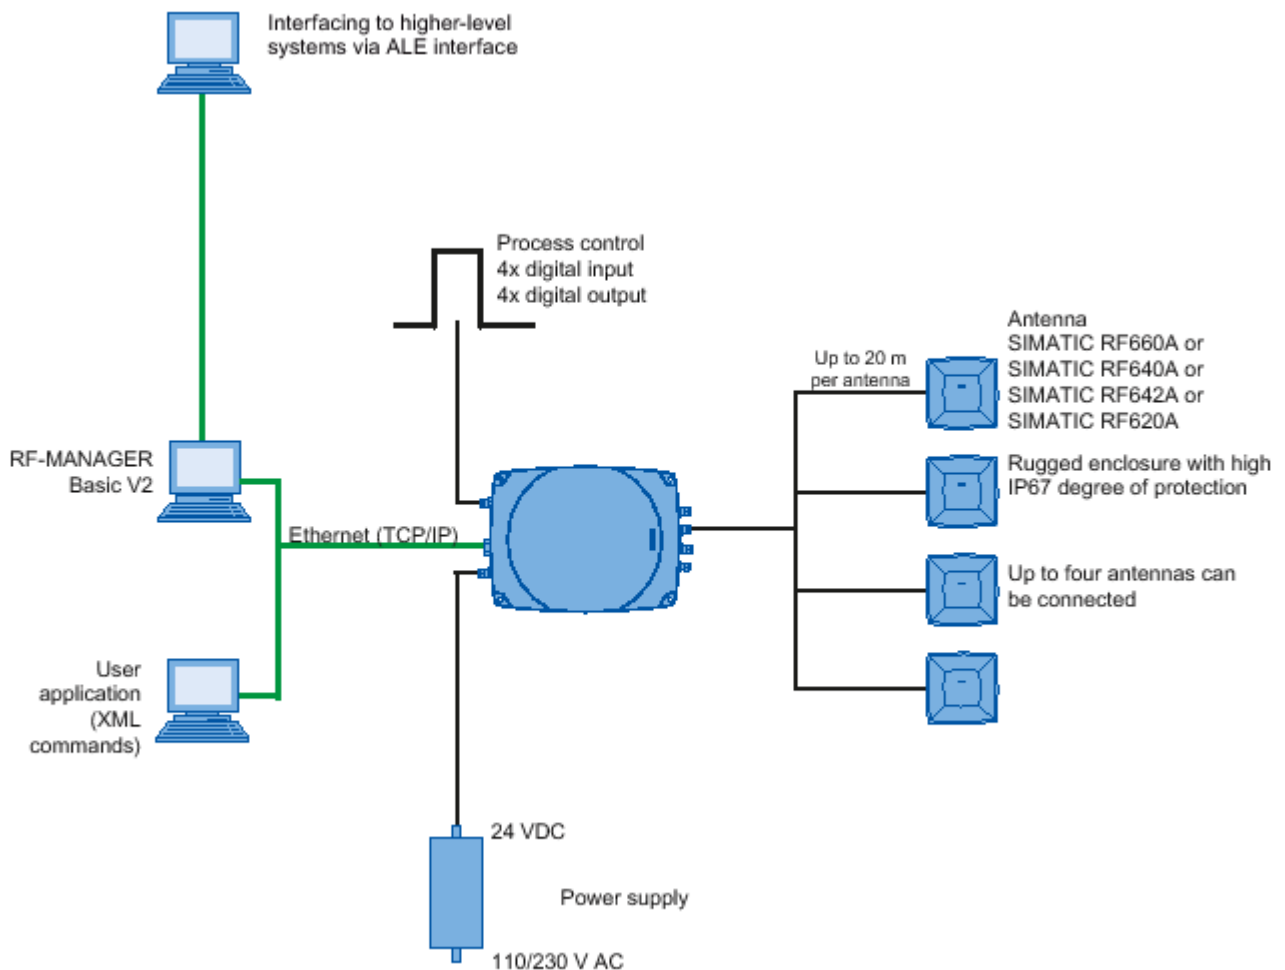 Interfacing to higher-level
systems via ALE interface
Process control
4x digital input
4x digital output
Up to 20 m
per antenna
Antenna
SIMATIC RF660A or
SIMATIC RF640A or
SIMATIC RF642A or
SIMATIC RF620A
RF-MANAGER
Basic V2
Rugged enclosure with high
IP67 degree of protection
Ethernet (TCP/IP)
Up to four antennas can
be connected
User
application
(XML
commands)
24 VDC
Power supply
110/230 V AC